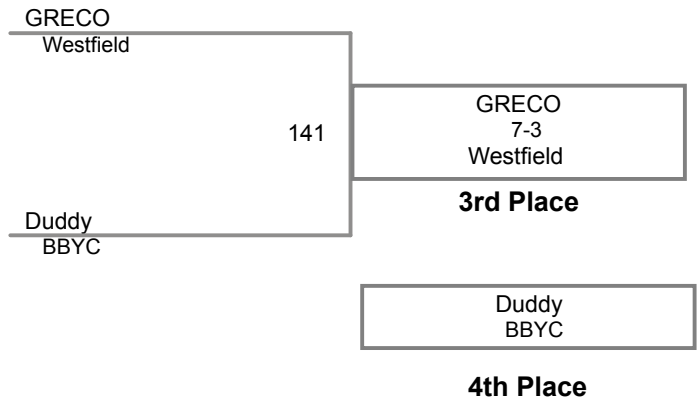 GRECO
Westfield
141
GRECO
7-3
Westfield
3rd Place
Duddy
BBYC
Duddy
BBYC
4th Place